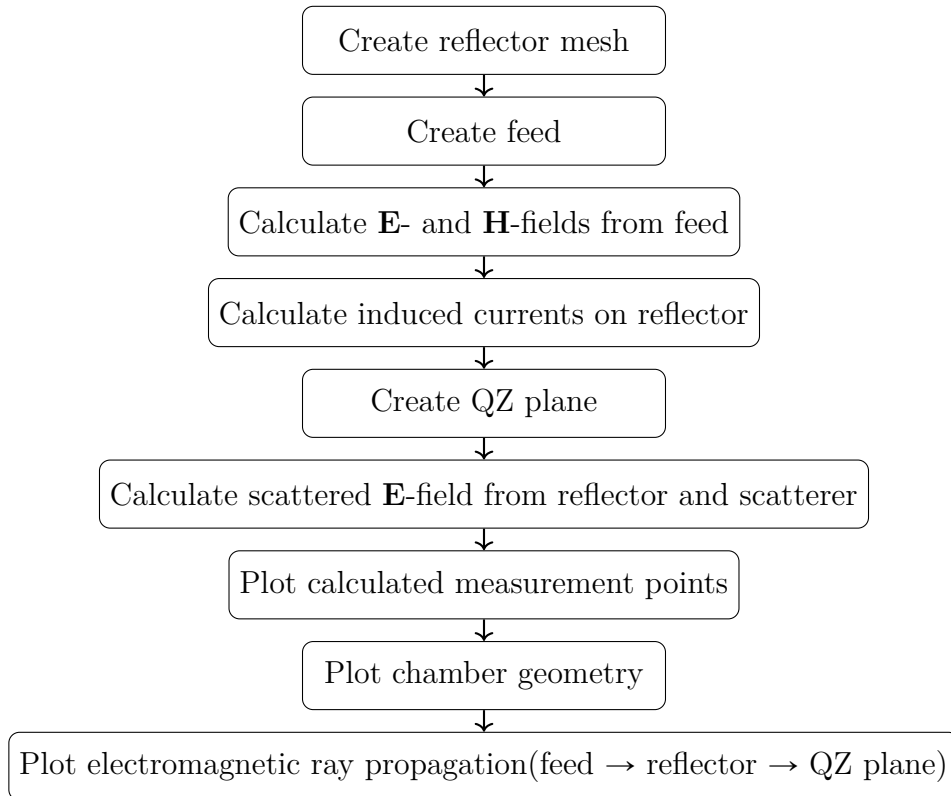 Create reflector mesh
Create feed
Calculate E- and H-fields from feed
Calculate induced currents on reflector
Create QZ plane
Calculate scattered E-field from reflector and scatterer
Plot calculated measurement points
Plot chamber geometry
Plot electromagnetic ray propagation(feed → reflector → QZ plane)